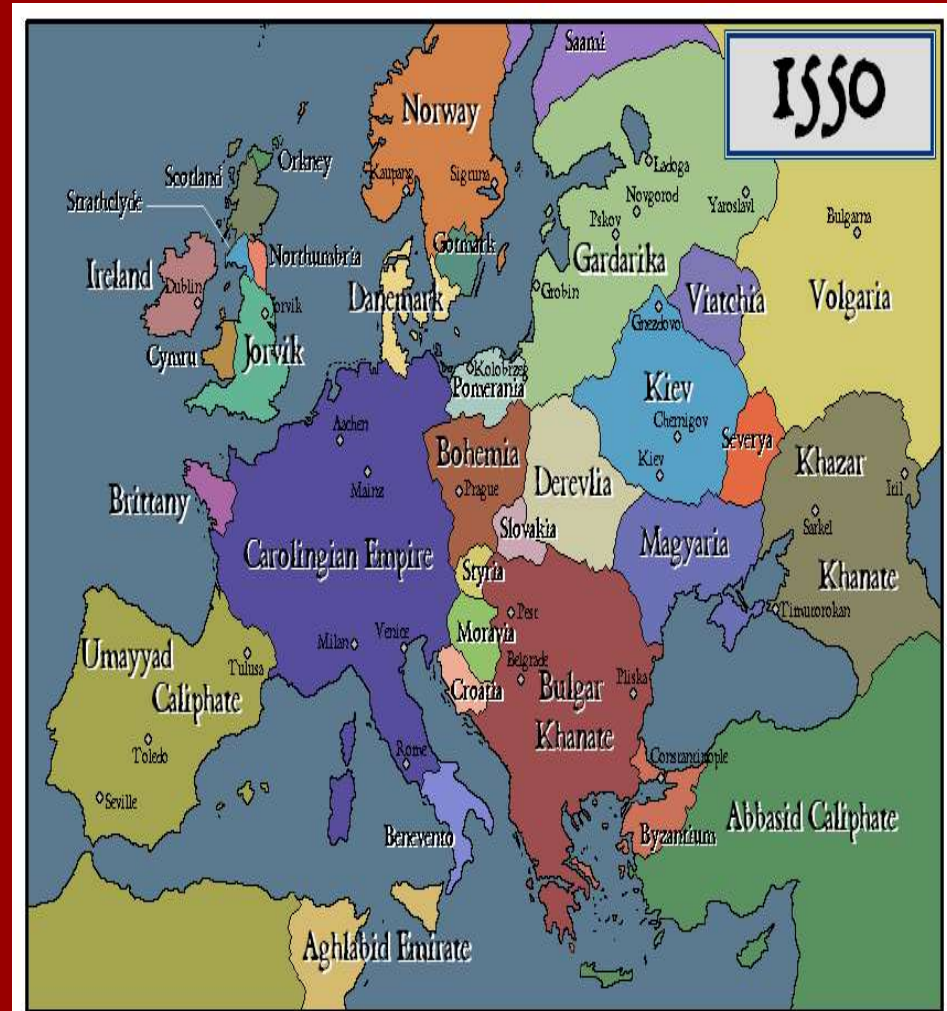 1550
Saami
Norway
Kaupang
Sigtuna
Scotland
Orkney
Strathclyde
Northumbria
Ireland
Dublin
Cymru
Jorvik
Jorvik
Gotmark
Danemark
Ladoga
Novgorod
Pskov
Yaroslavl
Gardarika
Grobin
Bulgarna
Volgaria
Viatchia
Gnezdovo
Kiev
Chernigov
Kiev
Severya
Kolobrzeg
Pomerania
Aachen
Mainz
Bohemia
Prague
Derevlia
Slovakia
Khazar
Khanate
Itil
Sarkel
Timutorokan
Magyaria
Brittany
Carolingian Empire
Styria
Moravia
Croatia
Pest
Belgrade
Pliska
Bulgar
Khanate
Milan
Venice
Rome
Umayyad
Caliphate
Tulusa
Toledo
Seville
Benevento
Constantinople
Byzantium
Abbasid Caliphate
Aghlabid Emirate